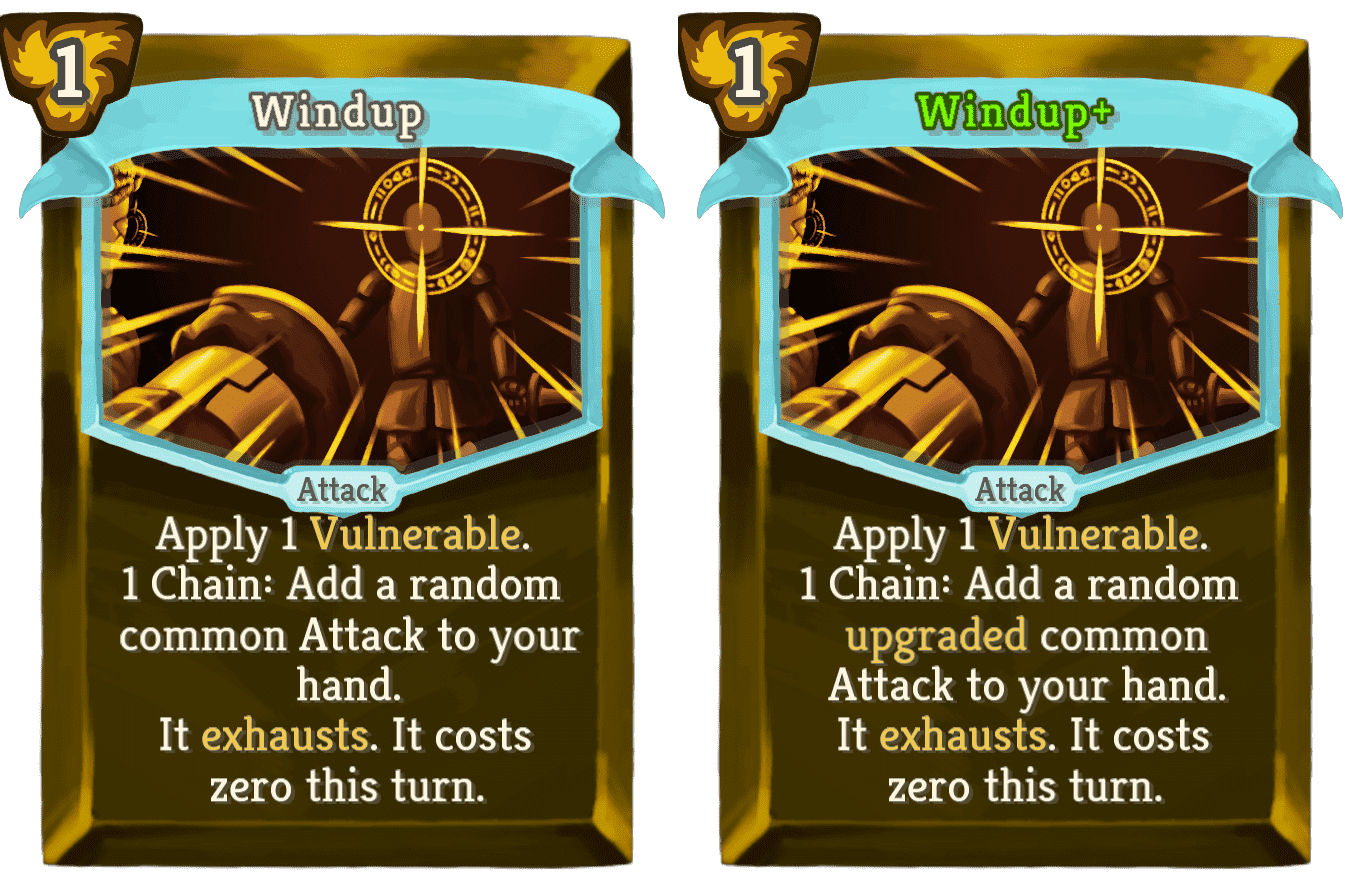 1
Windup
Attack
Apply 1 Vulnerable.
1 Chain: Add a random
common Attack to your
hand.
It exhausts. It costs
zero this turn.
1
Windup+
Attack
Apply 1 Vulnerable.
1 Chain: Add a random
upgraded common
Attack to your hand.
It exhausts. It costs
zero this turn.